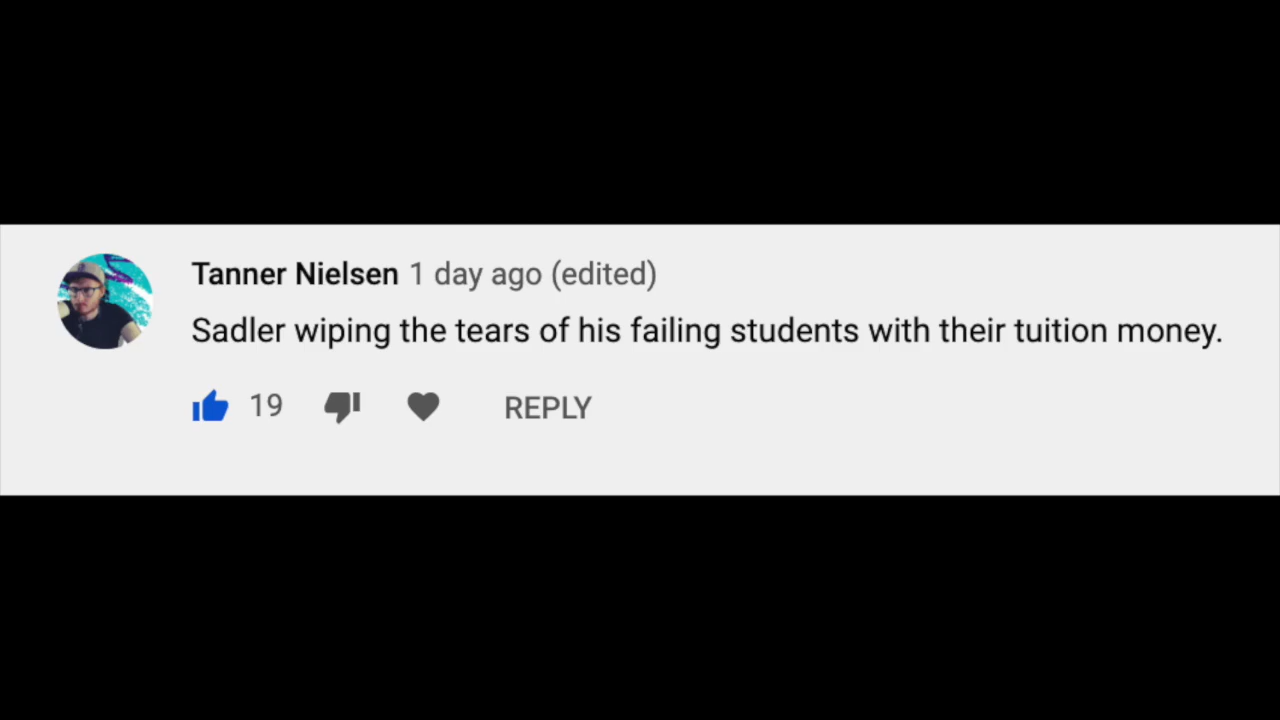 Tanner Nielsen 1 day ago (edited)
Sadler wiping the tears of his failing students with their tuition money.
19 REPLY